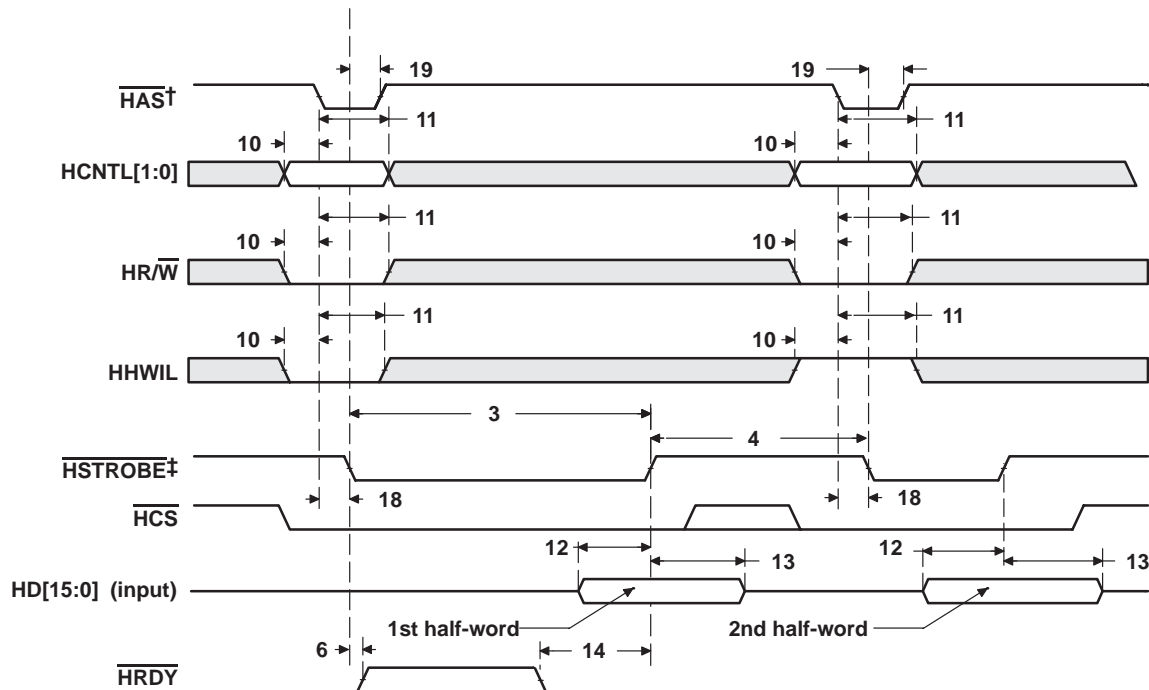 19 19
HAS†
11 11
10 10
HCNTL[1:0]
11 11
10 10
HR/W
11 11
10 10
HHWIL
3
4
HSTROBE‡
18 18
HCS
12 12
13 13
HD[15:0] (input)
1st half-word 2nd half-word
6 14
HRDY